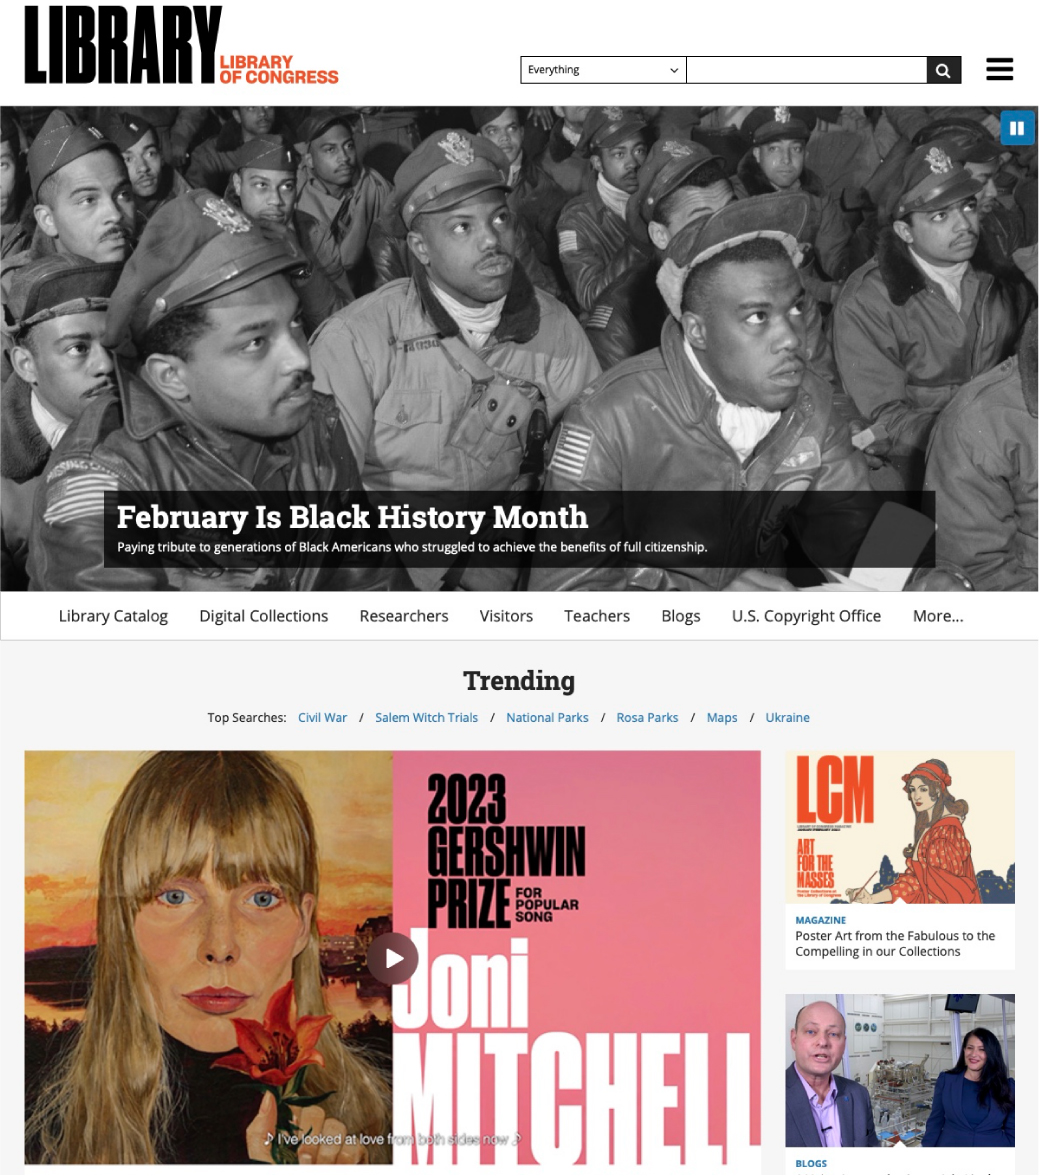 LIBRARY
LIBRARY
OF CONGRESS
Everything
February Is Black History Month
Paying tribute to generations of Black Americans who struggled to achieve the benefits of full citizenship.
Library Catalog Digital Collections Researchers Visitors Teachers Blogs U.S. Copyright Office More...
Trending
Top Searches: Civil War / Salem Witch Trials / National Parks / Rosa Parks / Maps / Ukraine
2023
GERSHWIN
PRIZE FOR
POPULAR
SONG
Joni
MITCHELL
♪ I've looked at love from both sides now ♪
LCM
LIBRARY OF CONGRESS MAGAZINE
ART
FOR THE
MASSES
MAGAZINE
Poster Art from the Fabulous to the
Compelling in our Collections
BLOGS